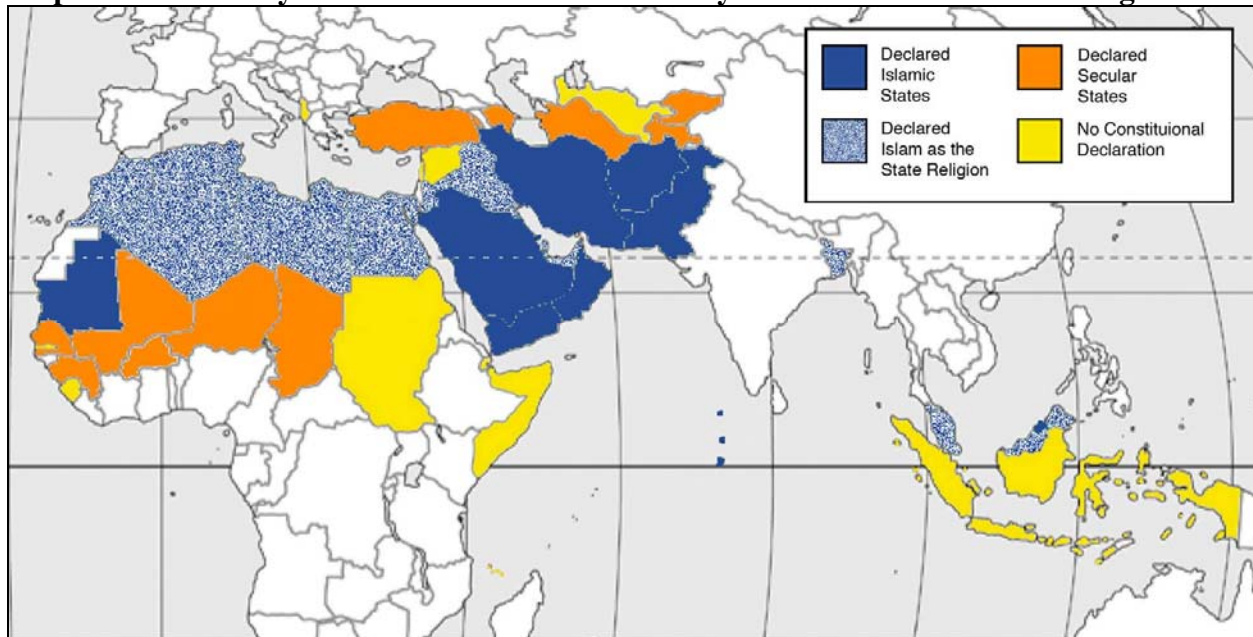 Declared
Islamic
States
Declared
Secular
States
Declared
Islam as the
State Religion
No Constituional
Declaration